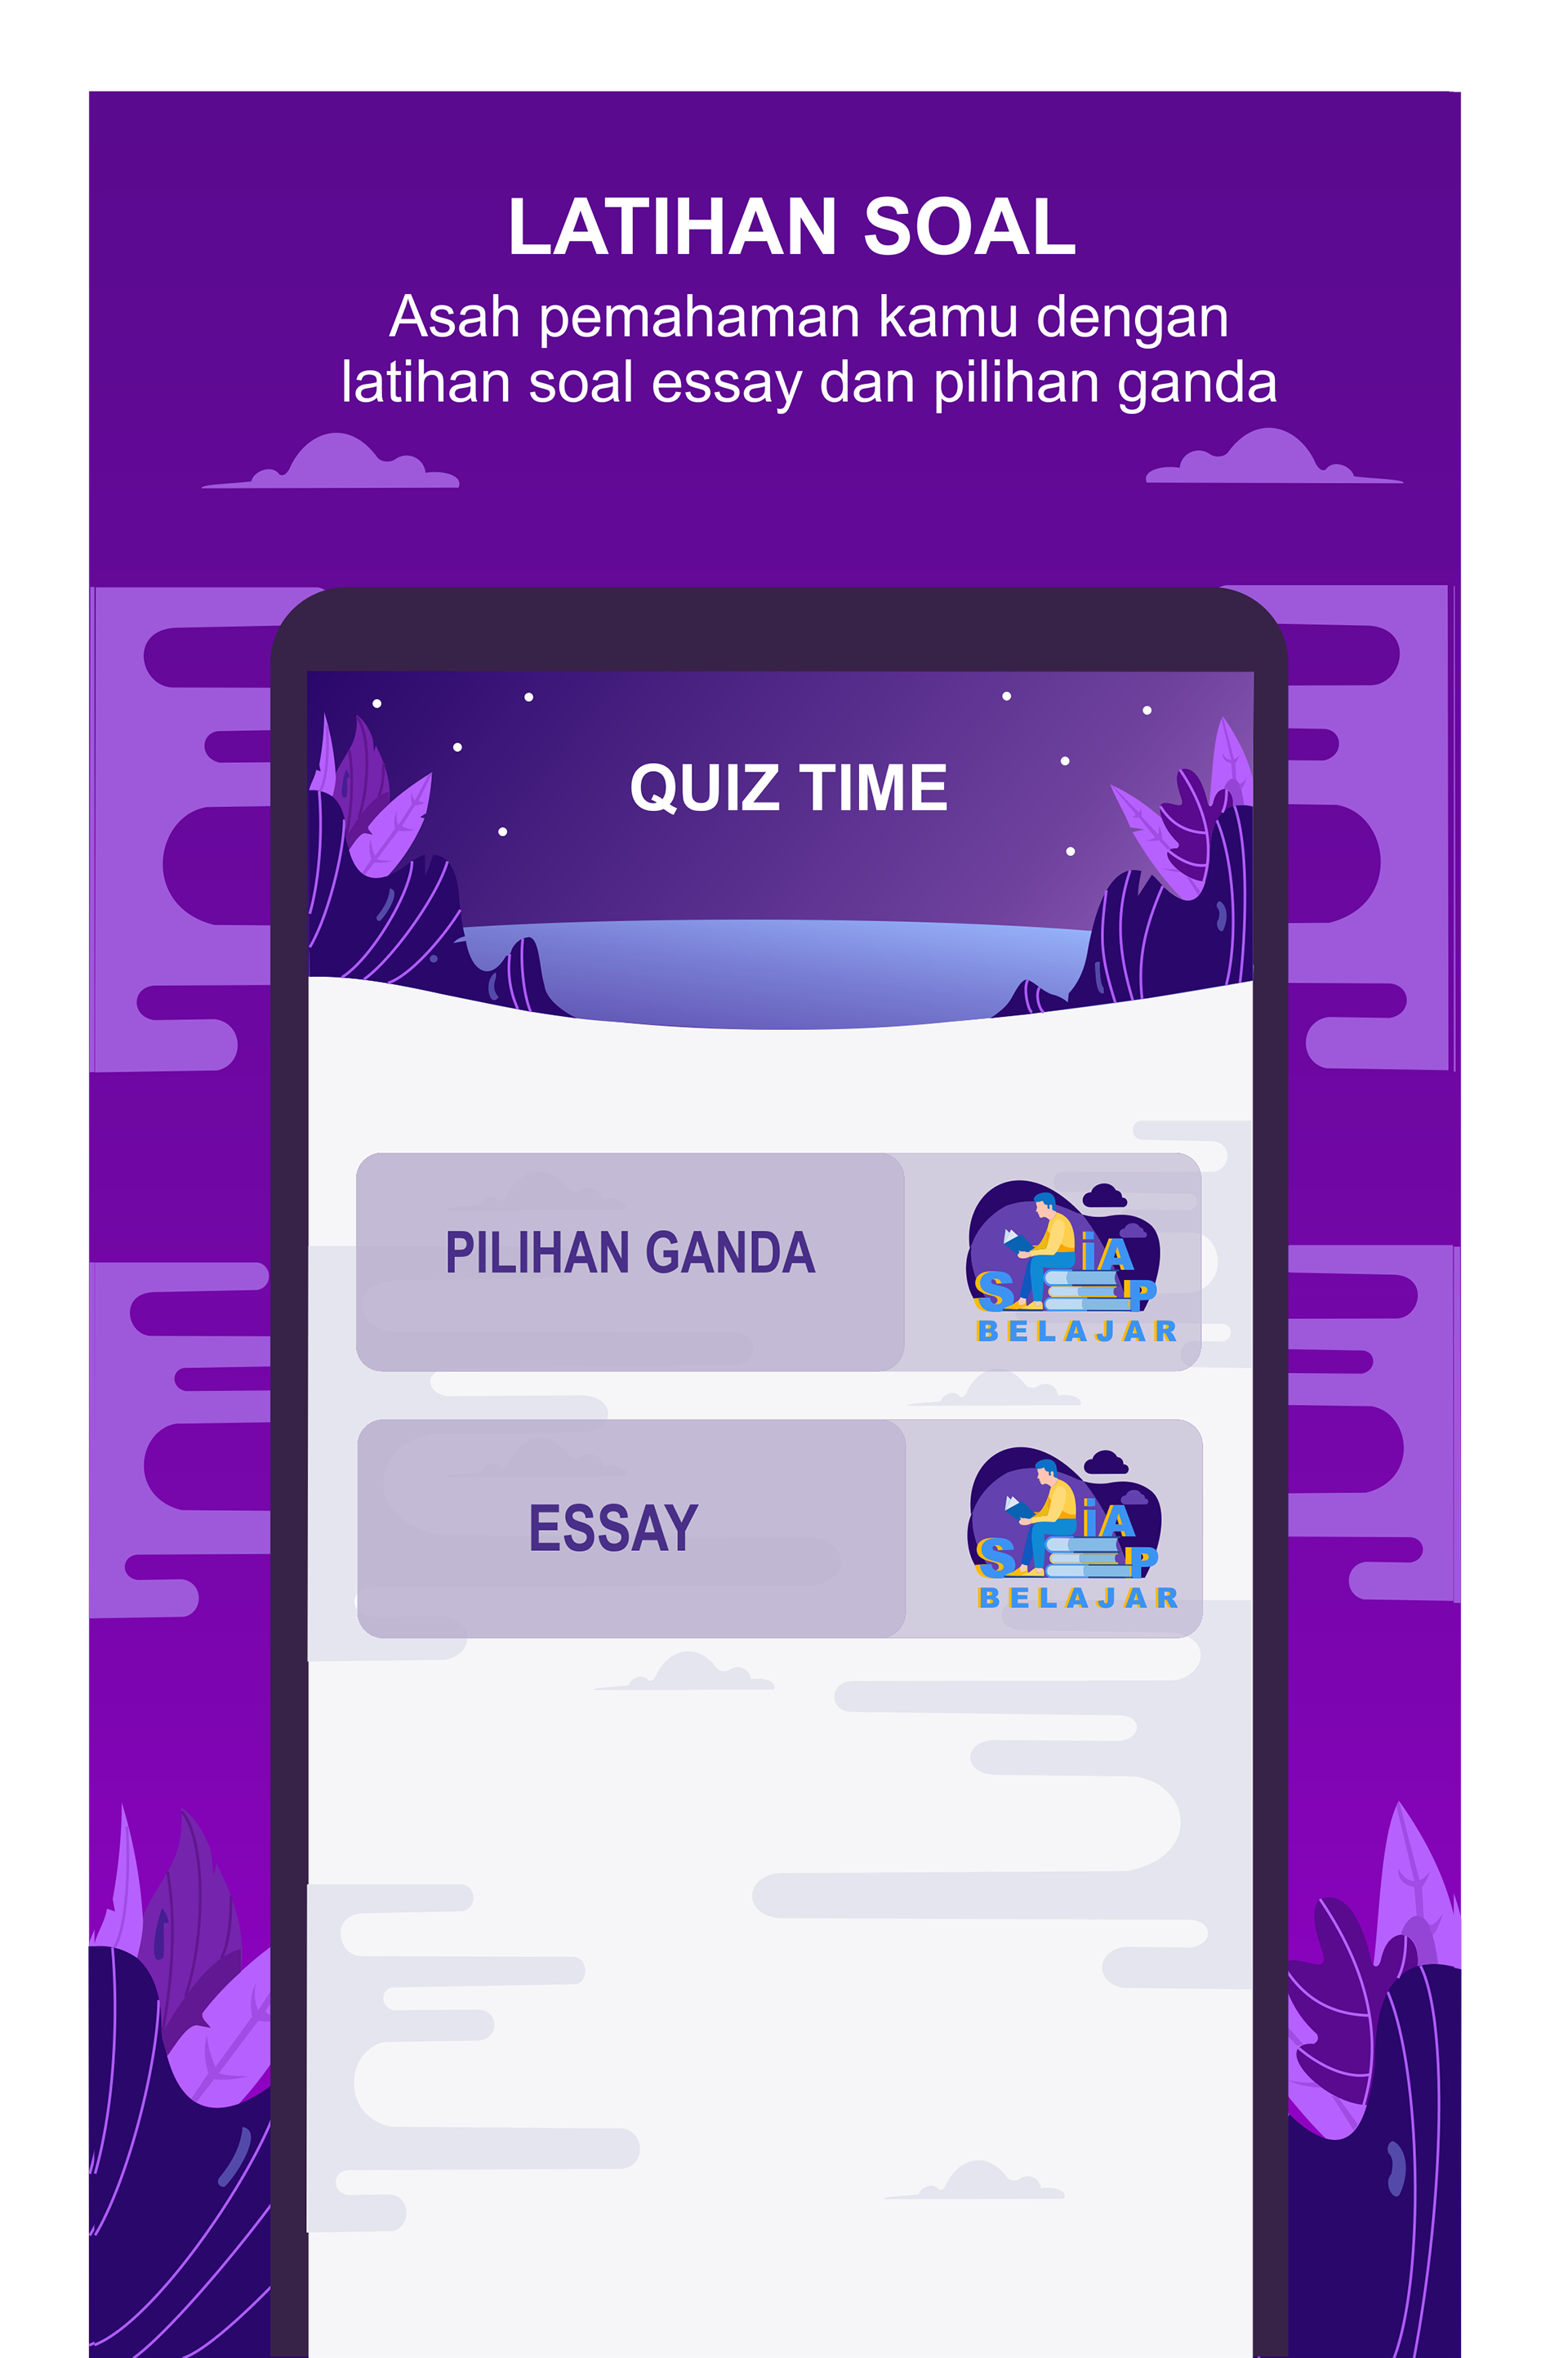 LATIHAN SOAL
Asah pemahaman kamu dengan
latihan soal essay dan pilihan ganda
QUIZ TIME
PILIHAN GANDA
SiAP
BELAJAR
ESSAY
SiAP
BELAJAR